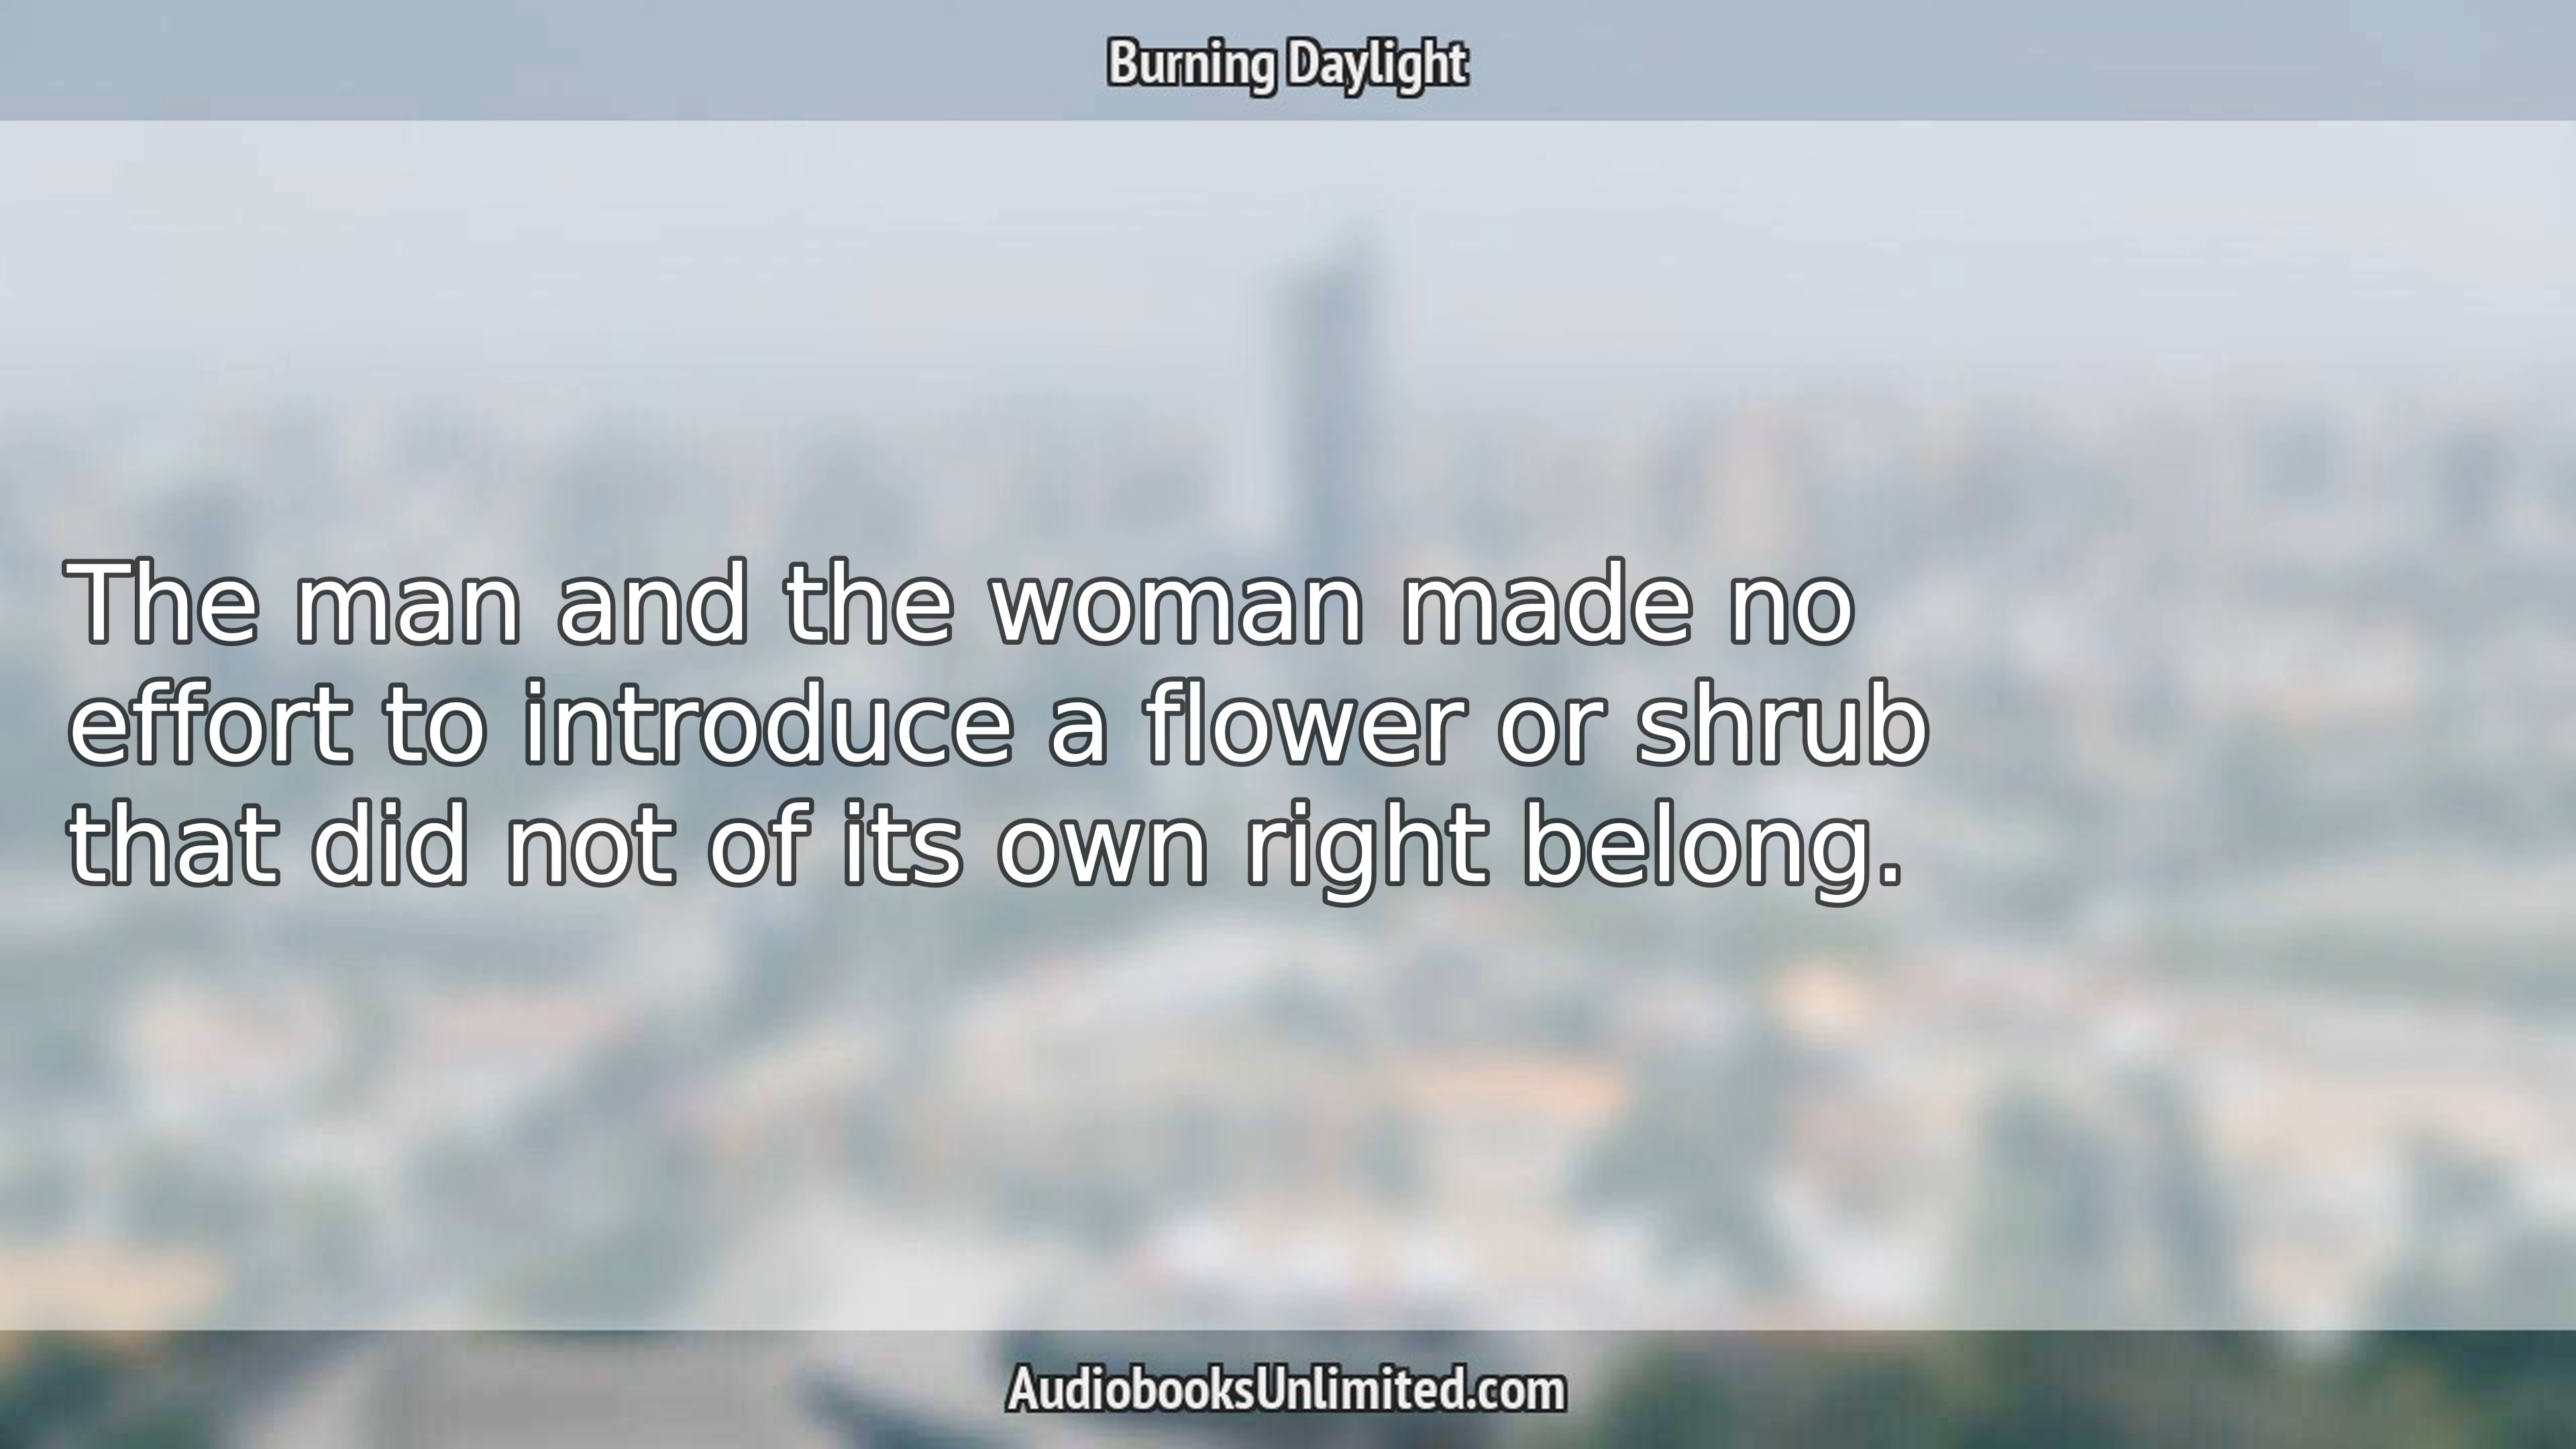 Burning Daylight
The man and the woman made no
effort to introduce a flower or shrub
that did not of its own right belong.
AudiobooksUnlimited.com